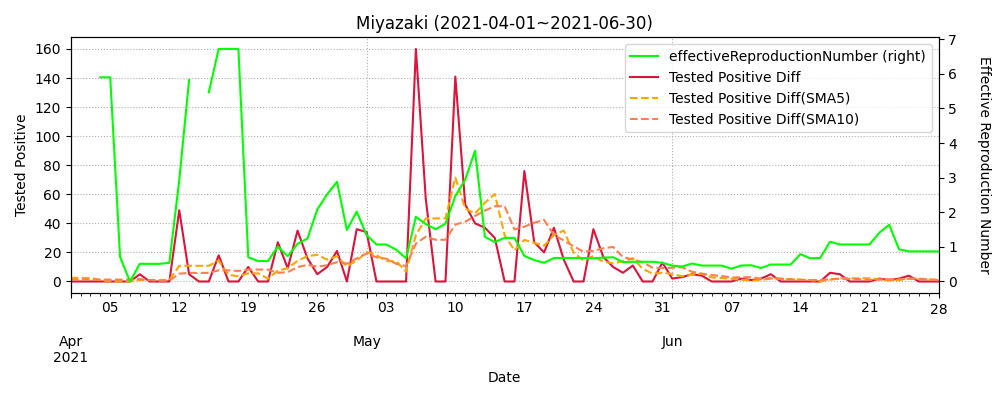 Miyazaki (2021-04-01~2021-06-30)
effectiveReproductionNumber (right)
Tested Positive Diff
Tested Positive Diff(SMA5)
Tested Positive Diff(SMA10)
Tested Positive
160
140
120
100
80
60
40
20
0
Effective Reproduction Number
7
6
5
4
3
2
1
0
05 12 19 26 03 10 17 24 31 07 14 21 28
Apr May Jun
2021
Date